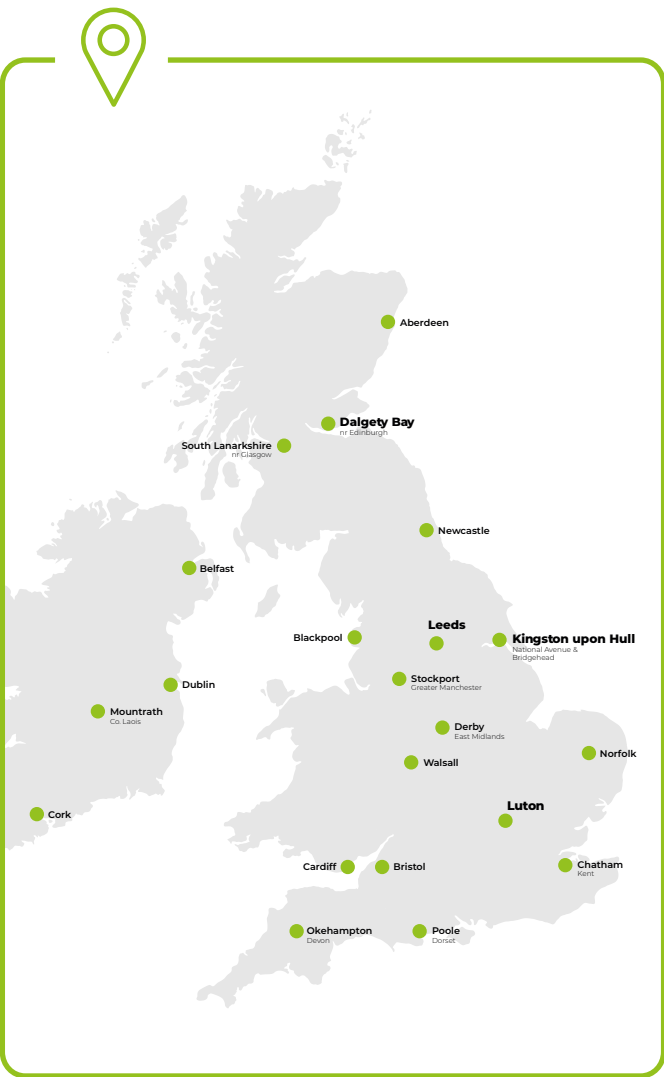 Aberdeen
Dalgety Bay
nr Edinburgh
South Lanarkshire
nr Glasgow
Newcastle
Belfast
Leeds
Blackpool
Kingston upon Hull
National Avenue &
Bridgehead
Stockport
Greater Manchester
Dublin
Mountrath
Co. Laois
Derby
East Midlands
Norfolk
Walsall
Luton
Cork
Cardiff
Bristol
Chatham
Kent
Okehampton
Devon
Poole
Dorset